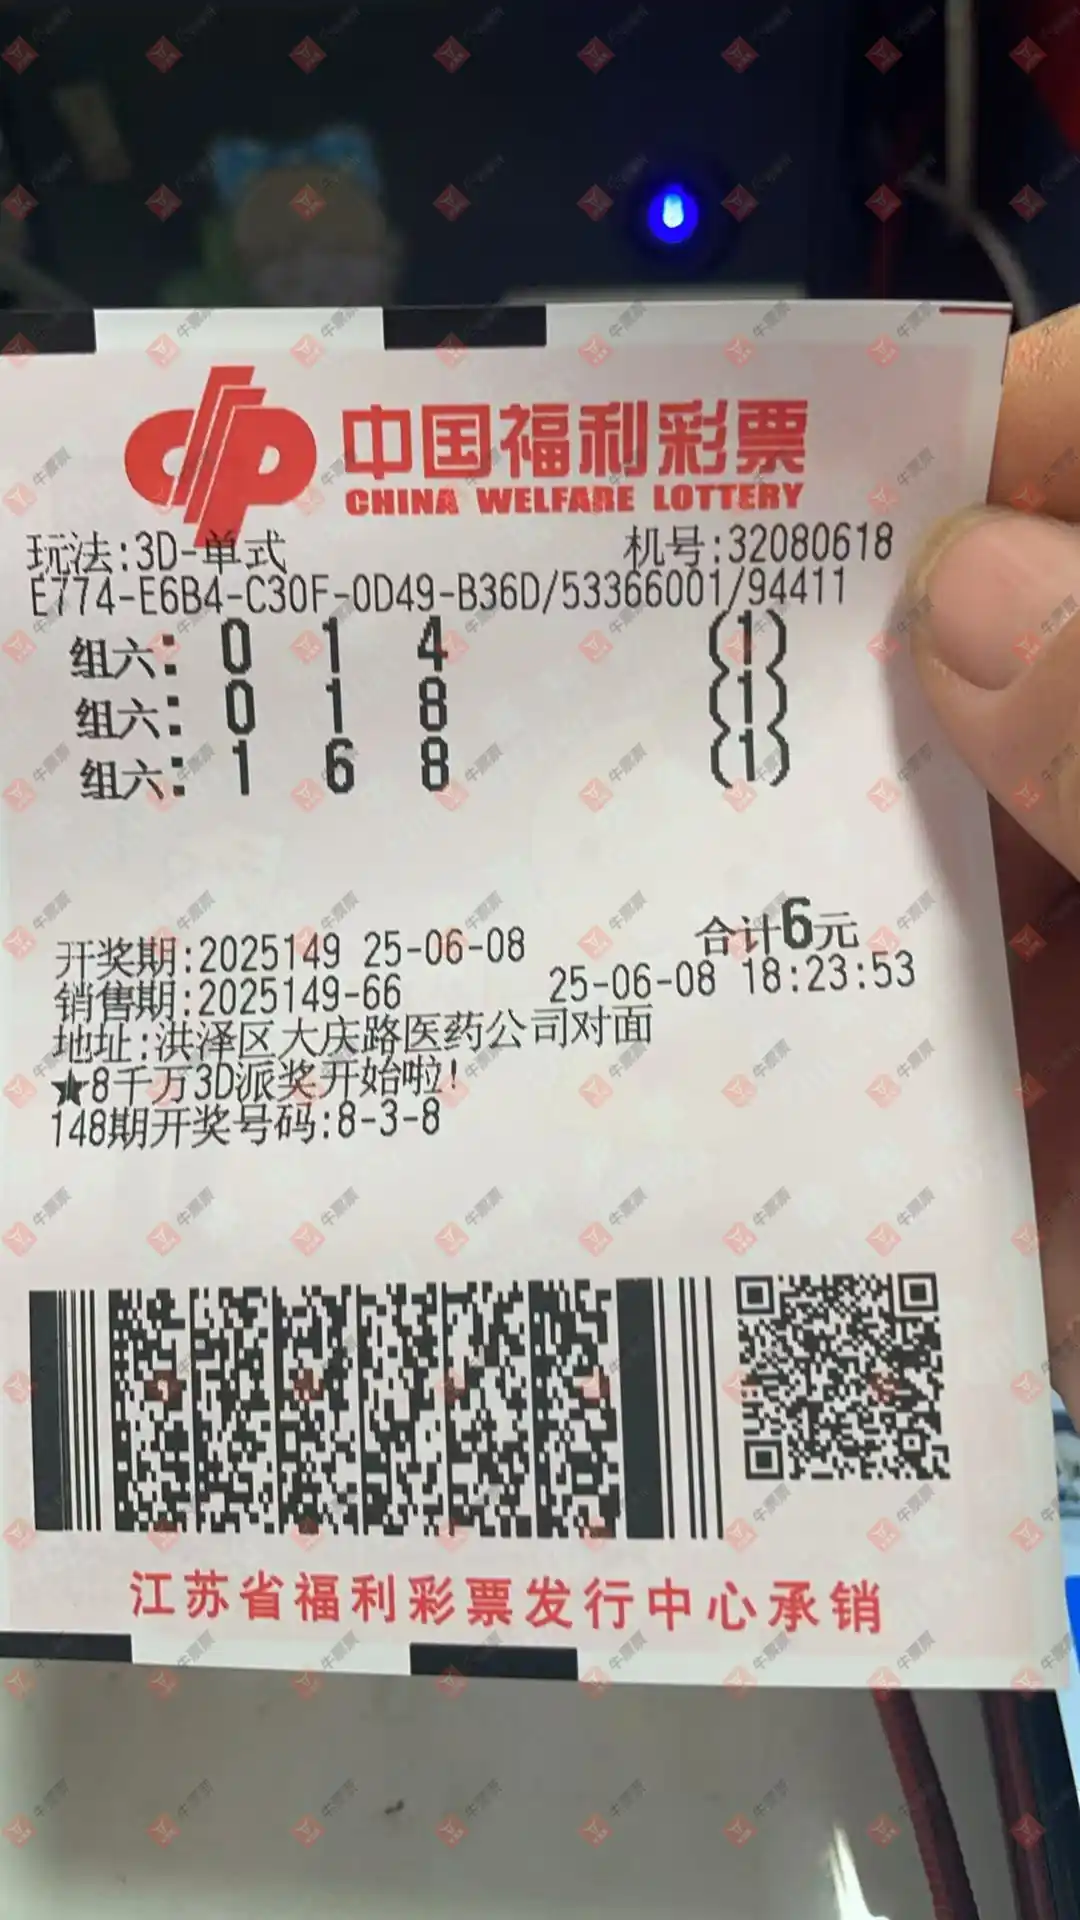 中国福利彩票
CHINA WELFARE LOTTERY
玩法:3D-单式 机号:32080618
E774-E6B4-C30F-0D49-B36D/53366001/94411
组六: 0 1 4 (1)
组六: 0 1 8 (1)
组六: 1 6 8 (1)
合计6元
开奖期:2025149 25-06-08
销售期:2025149-66 25-06-08 18:23:53
地址:洪泽区大庆路医药公司对面
★8千万3D派奖开始啦!
148期开奖号码:8-3-8
江苏省福利彩票发行中心承销
牛票票